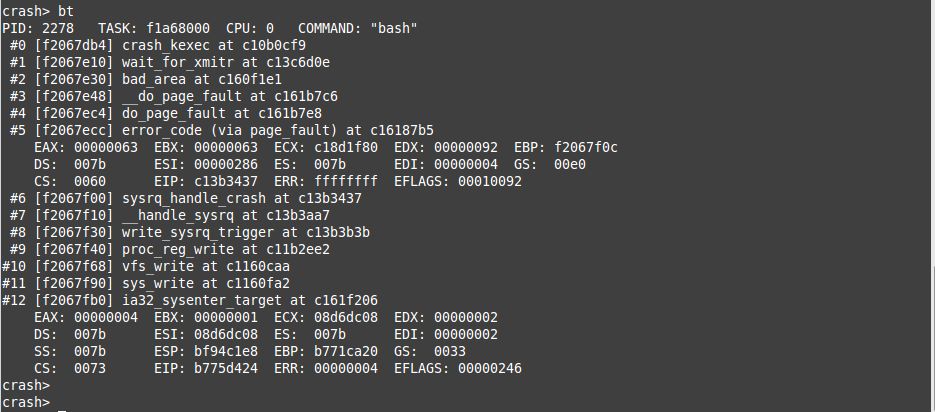 crash> bt
PID: 2278   TASK: f1a68000  CPU: 0   COMMAND: "bash"
 #0 [f2067db4] crash_kexec at c10b0cf9
 #1 [f2067e10] wait_for_xmitr at c13c6d0e
 #2 [f2067e30] bad_area at c160f1e1
 #3 [f2067e48] __do_page_fault at c161b7c6
 #4 [f2067ec4] do_page_fault at c161b7e8
 #5 [f2067ecc] error_code (via page_fault) at c16187b5
    EAX: 00000063  EBX: 00000063  ECX: c18d1f80  EDX: 00000092  EBP: f2067f0c
    DS:  007b      ESI: 00000286  ES:  007b      EDI: 00000004  GS:  00e0
    CS:  0060      EIP: c13b3437  ERR: ffffffff  EFLAGS: 00010092
 #6 [f2067f00] sysrq_handle_crash at c13b3437
 #7 [f2067f10] __handle_sysrq at c13b3aa7
 #8 [f2067f30] write_sysrq_trigger at c13b3b3b
 #9 [f2067f40] proc_reg_write at c11b2ee2
#10 [f2067f68] vfs_write at c1160caa
#11 [f2067f90] sys_write at c1160fa2
#12 [f2067fb0] ia32_sysenter_target at c161f206
    EAX: 00000004  EBX: 00000001  ECX: 08d6dc08  EDX: 00000002
    DS:  007b      ESI: 08d6dc08  ES:  007b      EDI: 00000002
    SS:  007b      ESP: bf94c1e8  EBP: b771ca20  GS:  0033
    CS:  0073      EIP: b775d424  ERR: 00000004  EFLAGS: 00000246
crash>
crash>